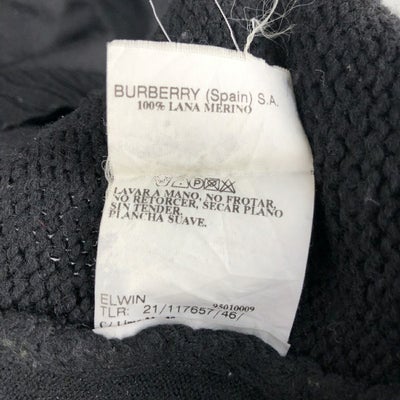 BURBERRY (Spain) S.A.
100% LANA MERINO
LAVAR A MANO, NO FROTAR,
NO RETORCER, SECAR PLANO
SIN TENDER.
PLANCHA SUAVE.
ELWIN 95010009
TLR: 21/117657/46/